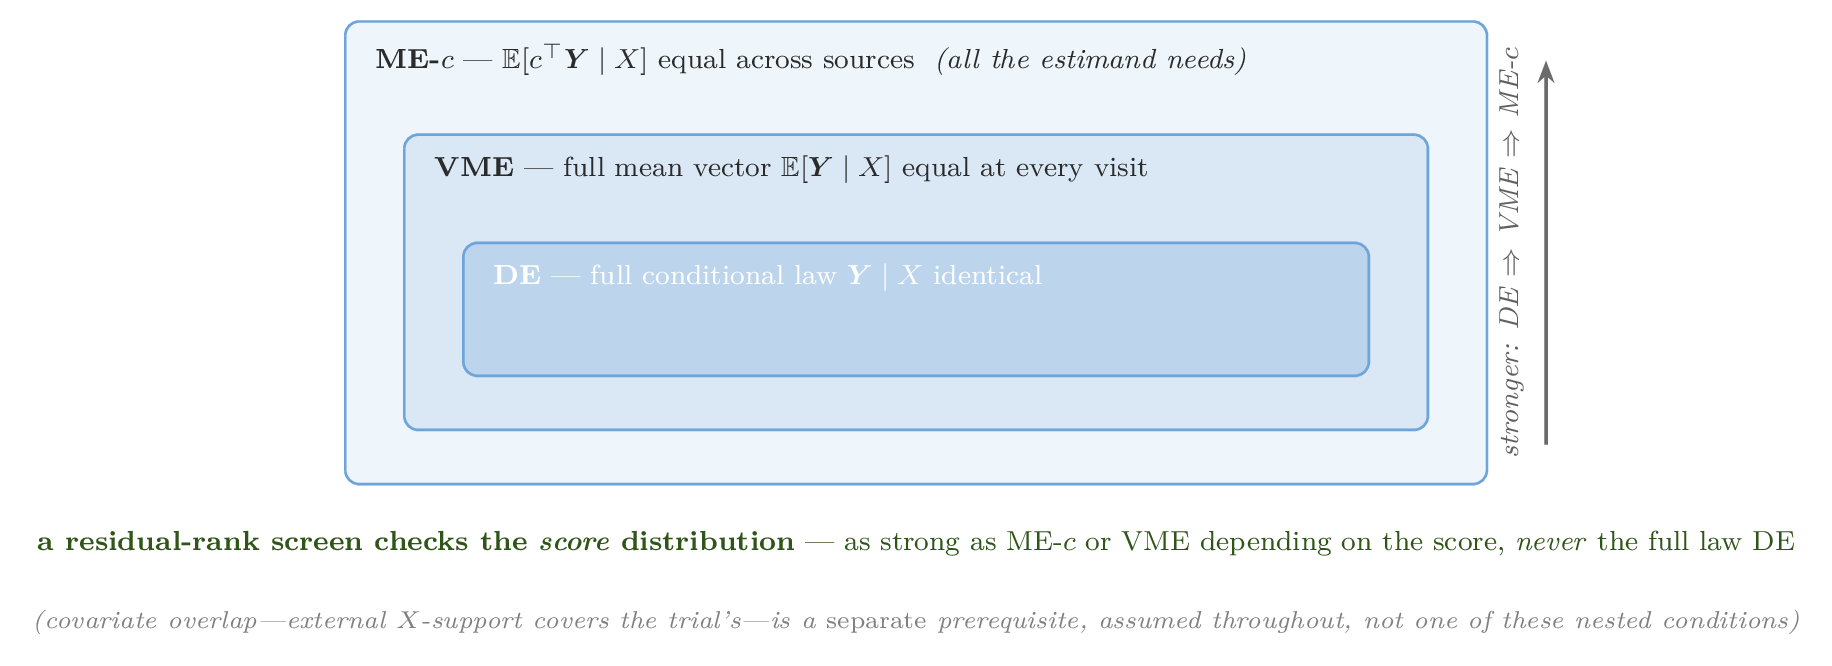 ME-c — 𝔼[c⊤Y | X] equal across sources (all the estimand needs)
VME — full mean vector 𝔼[Y | X] equal at every visit
DE — full conditional law Y | X identical
stronger: DE ⇒ VME ⇒ ME-c
a residual-rank screen checks the score distribution — as strong as ME-c or VME depending on the score, never the full law DE
(covariate overlap—external X-support covers the trial's—is a separate prerequisite, assumed throughout, not one of these nested conditions)